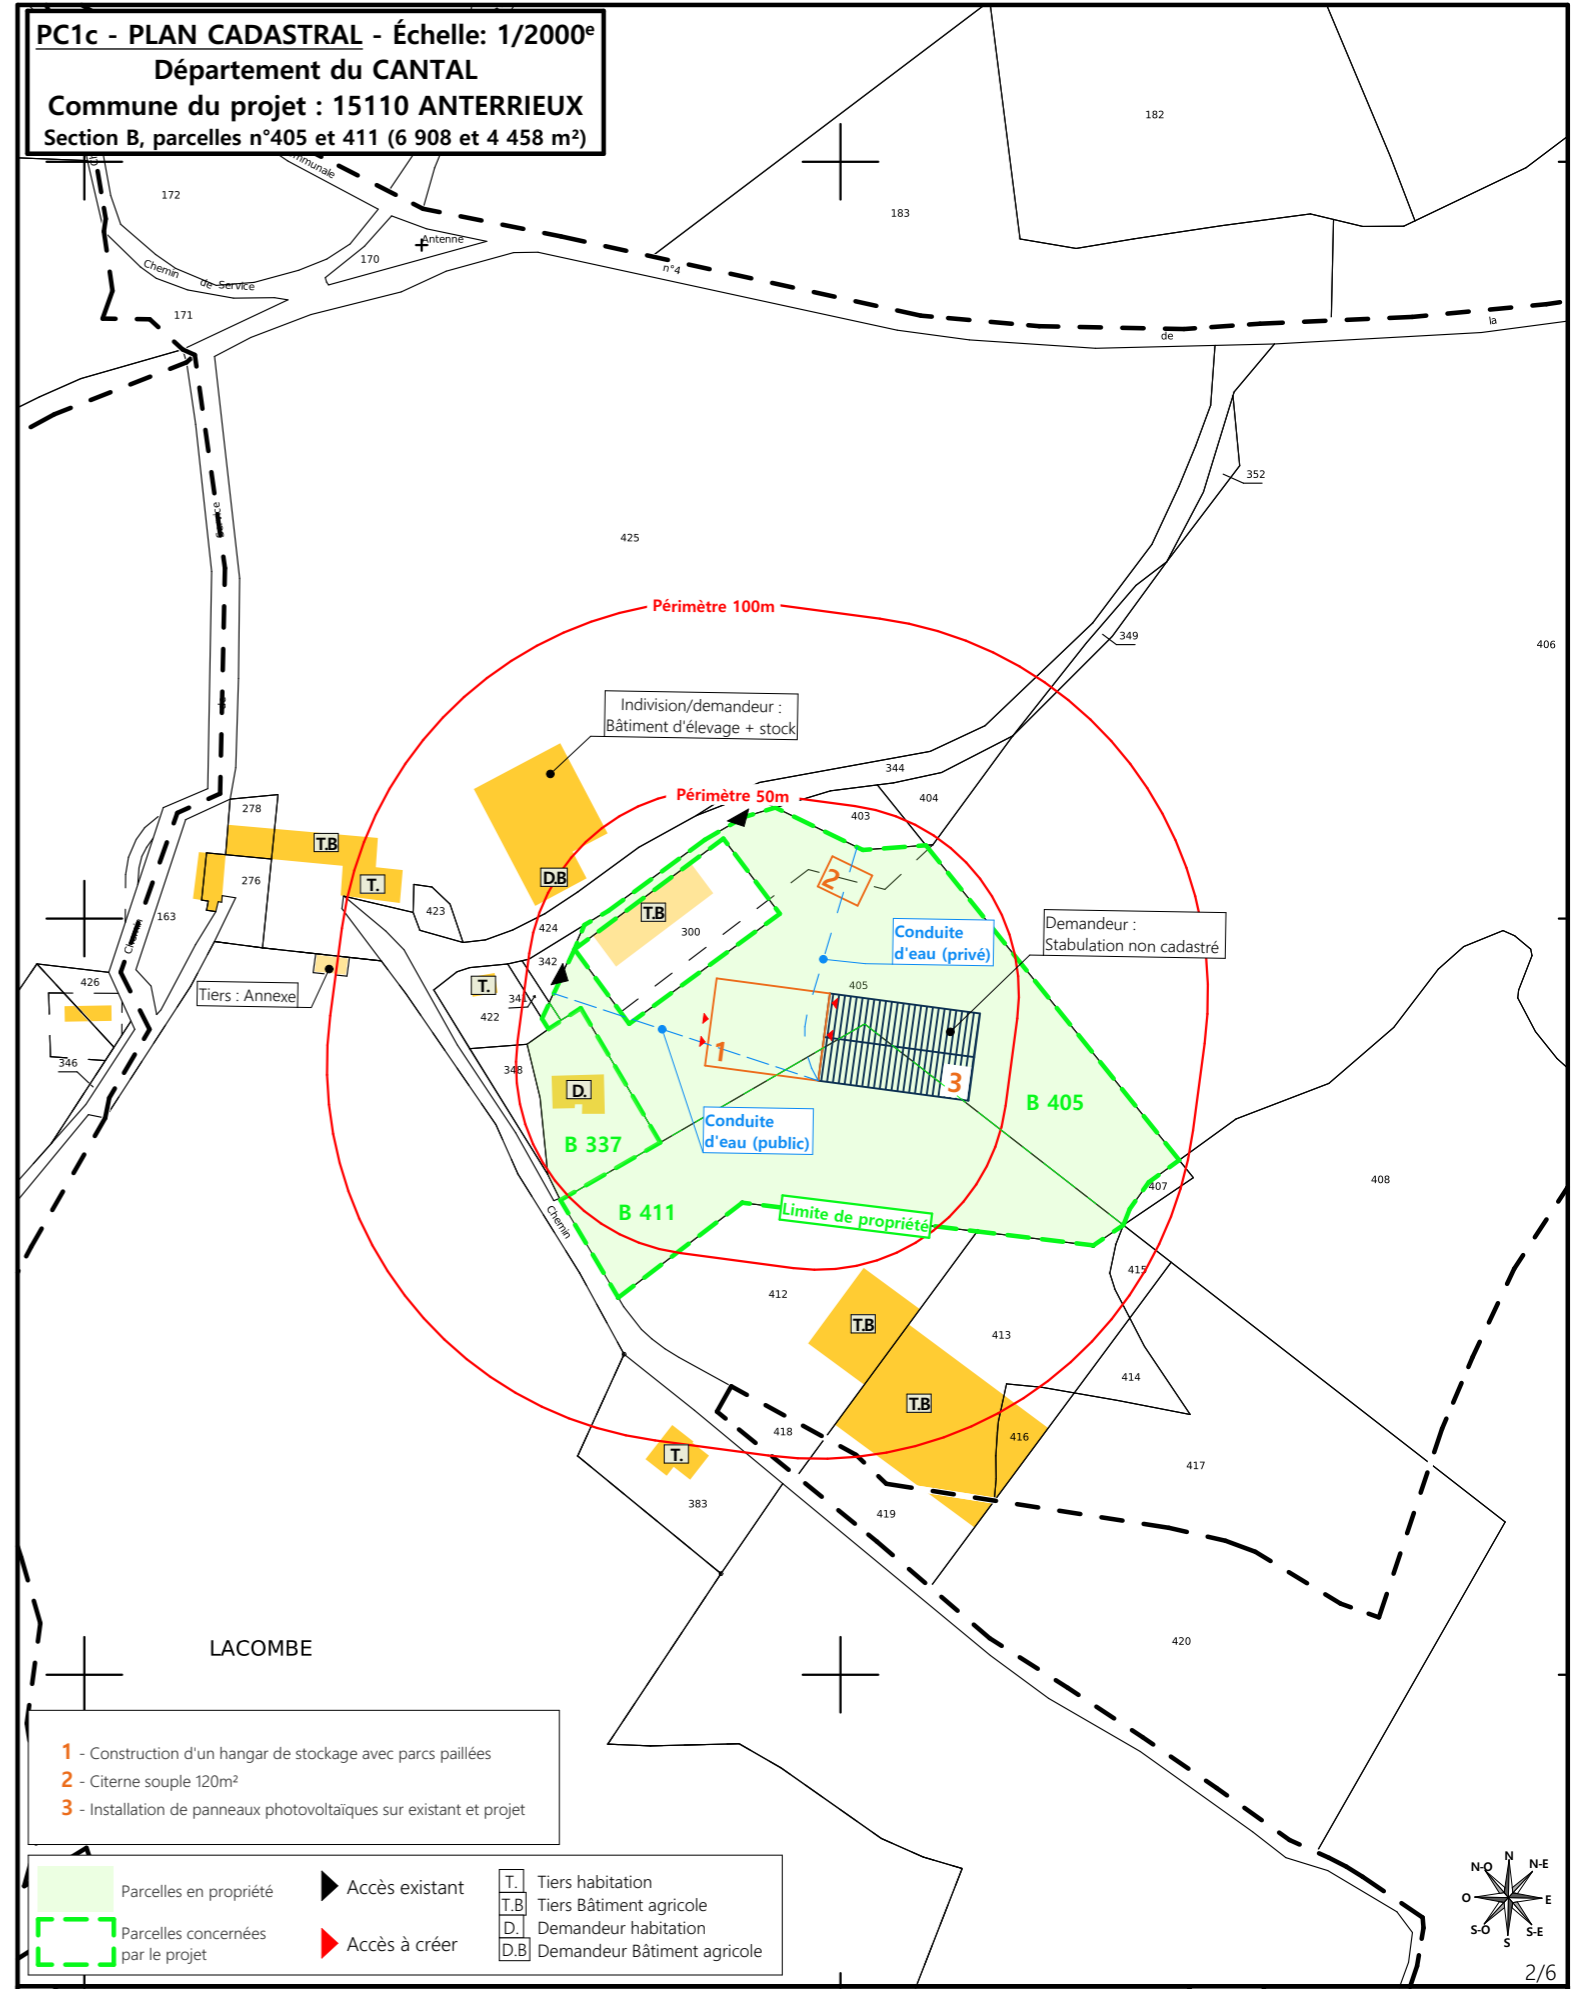 PC1c - PLAN CADASTRAL - Échelle: 1/2000ᵉ
Département du CANTAL
Commune du projet : 15110 ANTERRIEUX
Section B, parcelles n°405 et 411 (6 908 et 4 458 m²)
182
172
183
Antenne
170
n°4
Chemin
de Service
171
la
de
352
425
349
406
Périmètre 100m
Indivision/demandeur :
Bâtiment d'élevage + stock
344
Périmètre 50m
404
278
403
T.B
D.B
2
276
T.
T.B
423
163
424
300
Conduite
d'eau (privé)
Demandeur :
Stabulation non cadastré
Chemin
342
426
T.
405
Tiers : Annexe
341
422
1
346
348
3
D.
B 405
Conduite
d'eau (public)
B 337
408
407
B 411
Limite de propriété
Chemin
415
412
T.B
413
414
T.B
418
416
T.
417
383
419
420
LACOMBE
1 - Construction d'un hangar de stockage avec parcs paillées
2 - Citerne souple 120m²
3 - Installation de panneaux photovoltaïques sur existant et projet
Parcelles en propriété
Parcelles concernées
par le projet
Accès existant
Accès à créer
T. Tiers habitation
T.B Tiers Bâtiment agricole
D. Demandeur habitation
D.B Demandeur Bâtiment agricole
N
N-O
N-E
O
E
S-O
S-E
S
2/6